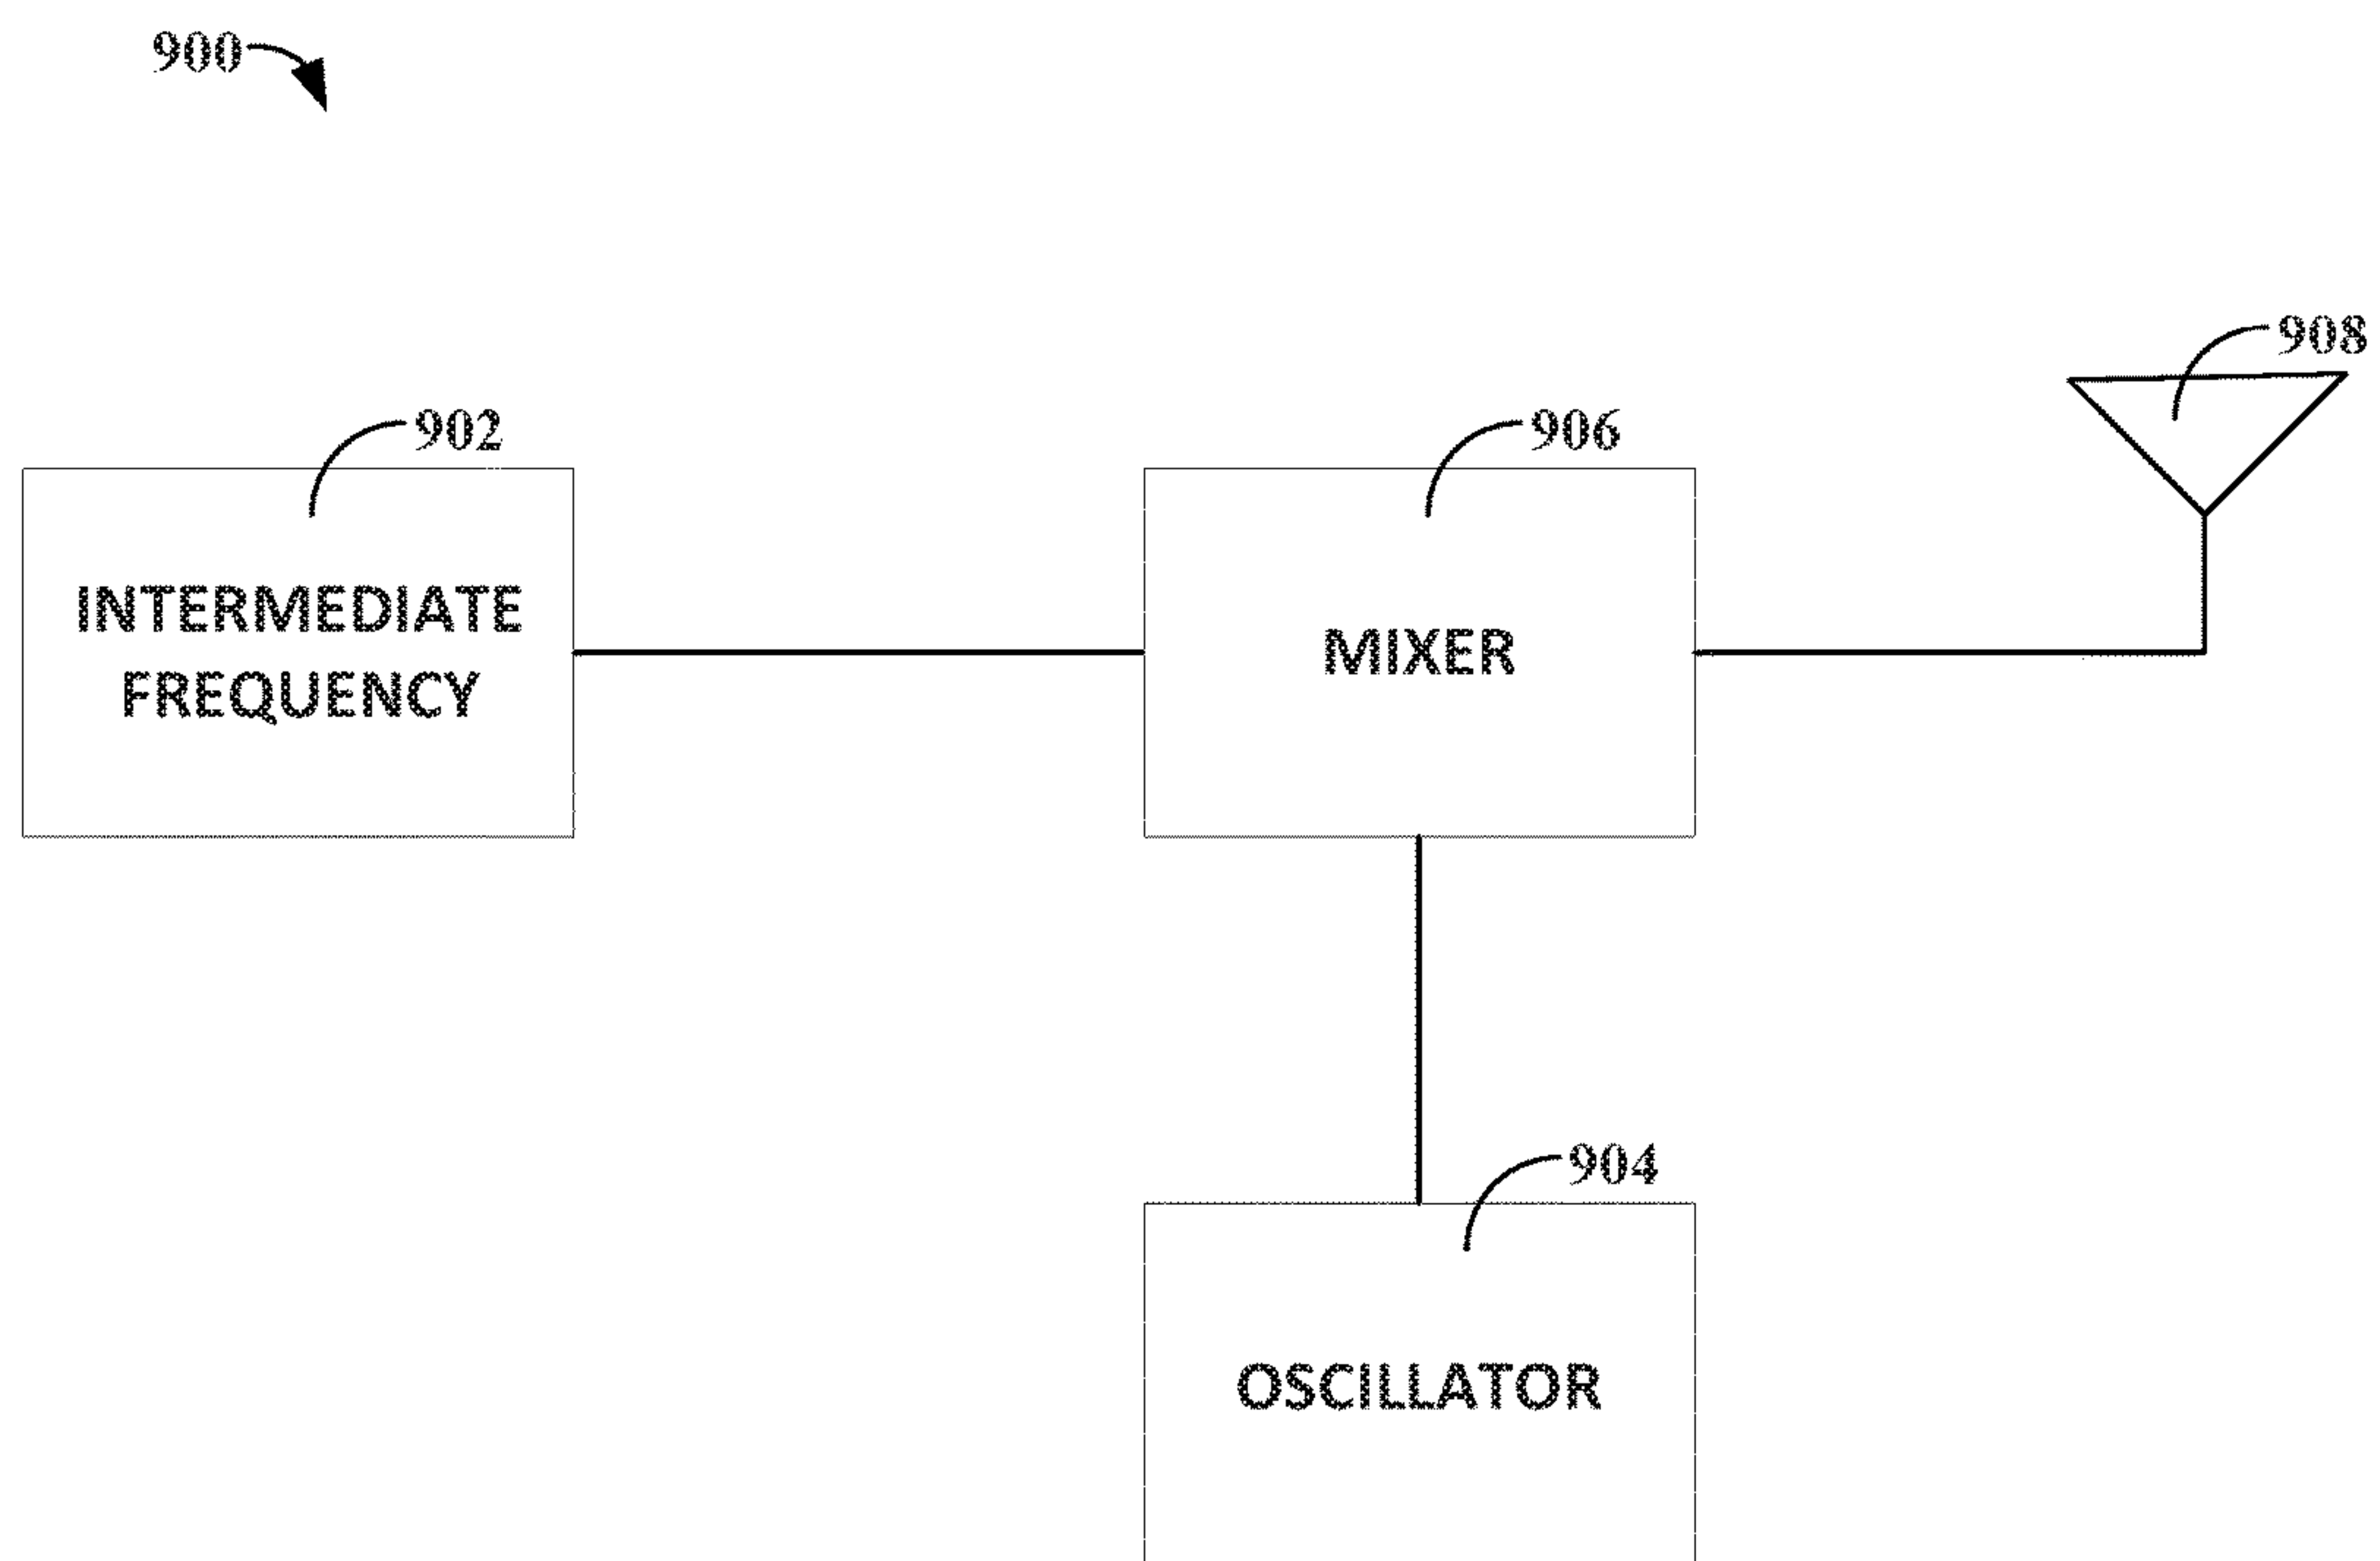 900
908
902
906
INTERMEDIATE
FREQUENCY
MIXER
904
OSCILLATOR